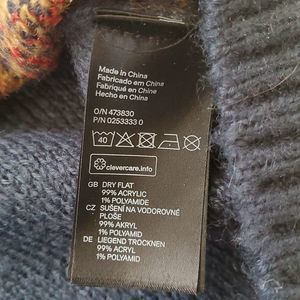 Made in China
Fabricado em China
Fabriqué en China
Hecho en China
O/N 473830
P/N 0253333 0
40
clevercare.info
GB DRY FLAT
99% ACRYLIC
1% POLYAMIDE
CZ SUŠENÍ NA VODOROVNÉ
PLOŠE
99% AKRYL
1% POLYAMID
DE LIEGEND TROCKNEN
99% ACRYL
1% POLYAMID